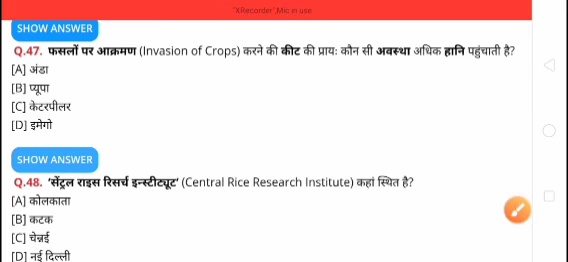 "XRecorder",Mic in use
SHOW ANSWER
Q.47. फसलों पर आक्रमण (Invasion of Crops) करने की कीट की प्राय: कौन सी अवस्था अधिक हानि पहुंचाती है?
[A] अंडा
[B] प्यूपा
[C] केटरपीलर
[D] इमेगो
SHOW ANSWER
Q.48. 'सेंट्रल राइस रिसर्च इन्स्टीट्यूट' (Central Rice Research Institute) कहां स्थित है?
[A] कोलकाता
[B] कटक
[C] चेन्नई
[D] नई दिल्ली